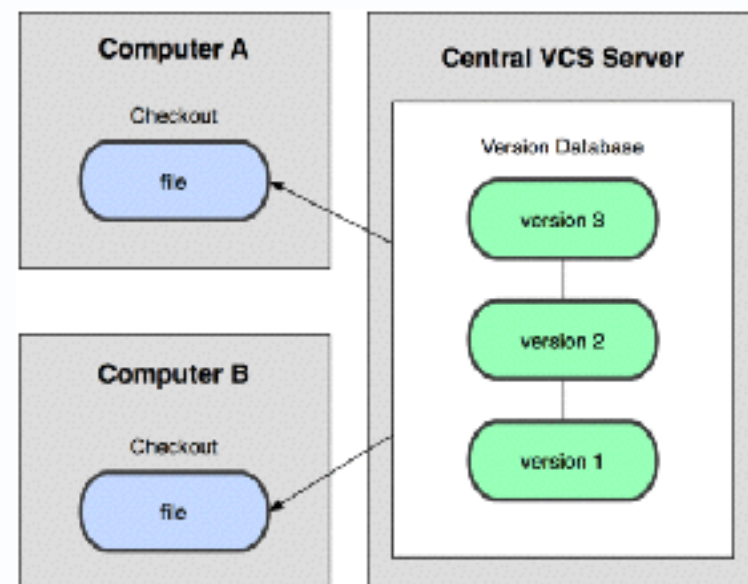 Computer A
Checkout
file
Computer B
Checkout
file
Central VCS Server
Version Database
version 3
version 2
version 1